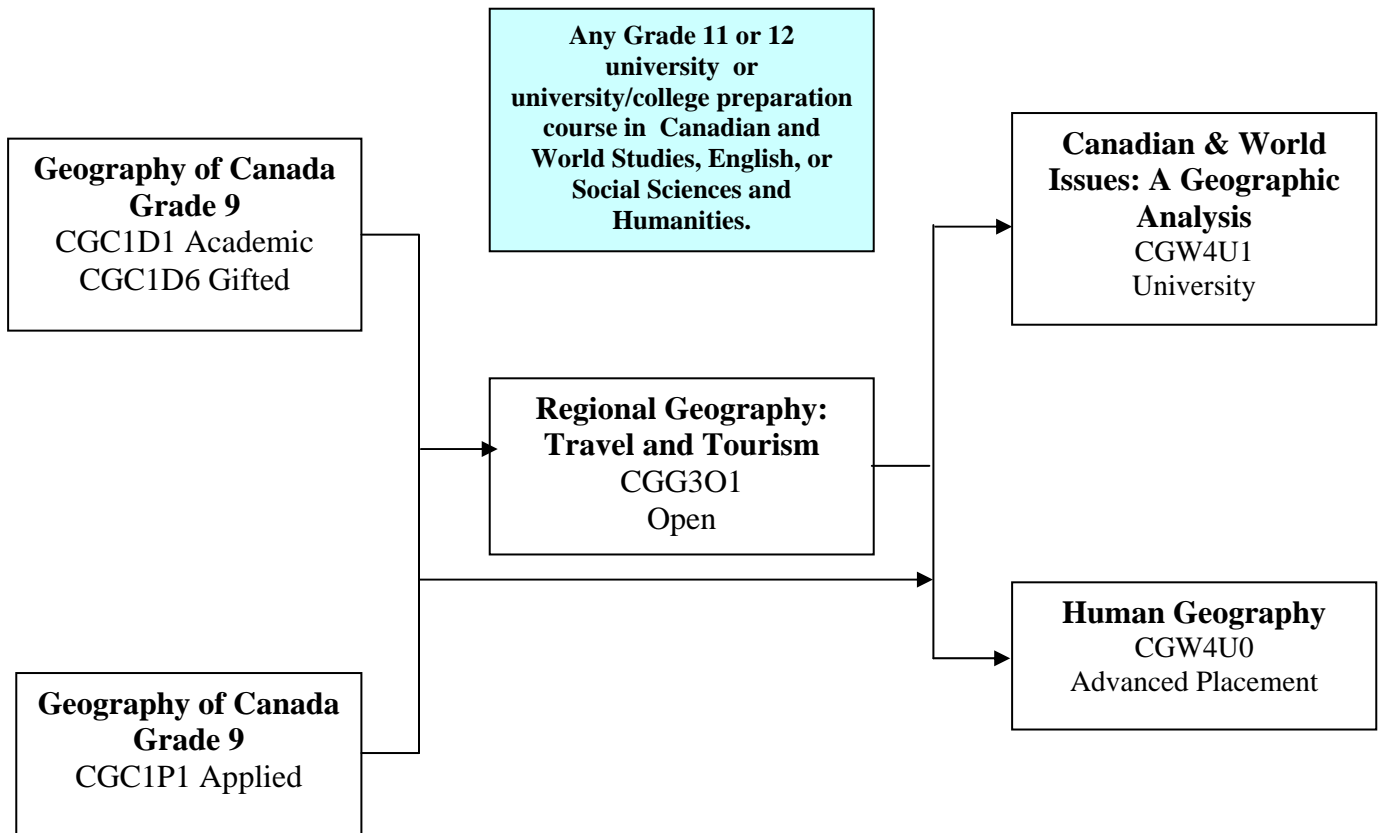 Any Grade 11 or 12
university or
university/college preparation
course in Canadian and
World Studies, English, or
Social Sciences and
Humanities.
Geography of Canada
Grade 9
CGC1D1 Academic
CGC1D6 Gifted
Canadian & World
Issues: A Geographic
Analysis
CGW4U1
University
Regional Geography:
Travel and Tourism
CGG3O1
Open
Human Geography
CGW4U0
Advanced Placement
Geography of Canada
Grade 9
CGC1P1 Applied